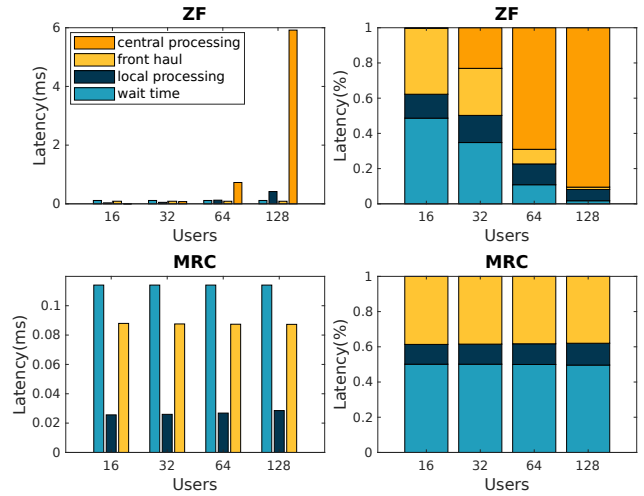 ZF
Latency(ms)
6
4
2
0
central processing
front haul
local processing
wait time
16 32 64 128
Users
ZF
Latency(%)
1
0.8
0.6
0.4
0.2
0
16 32 64 128
Users
MRC
Latency(ms)
0.1
0.08
0.06
0.04
0.02
0
16 32 64 128
Users
MRC
Latency(%)
1
0.8
0.6
0.4
0.2
0
16 32 64 128
Users